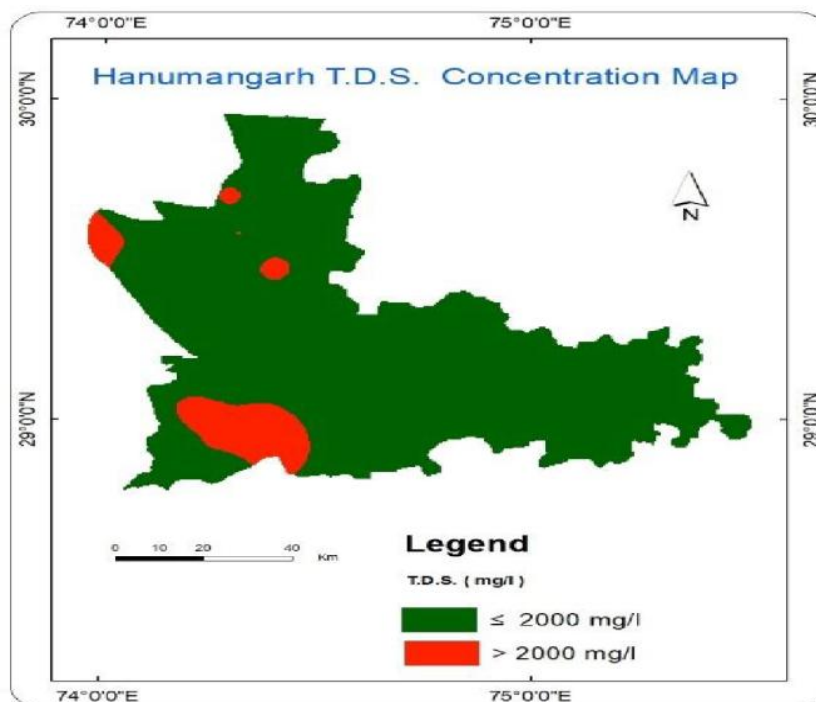 74°0'0"E 75°0'0"E
Hanumangarh T.D.S. Concentration Map
30°0'0"N 30°0'0"N
N
29°0'0"N 29°0'0"N
0 10 20 40 Km
Legend
T.D.S. ( mg/l )
≤ 2000 mg/l
> 2000 mg/l
74°0'0"E 75°0'0"E